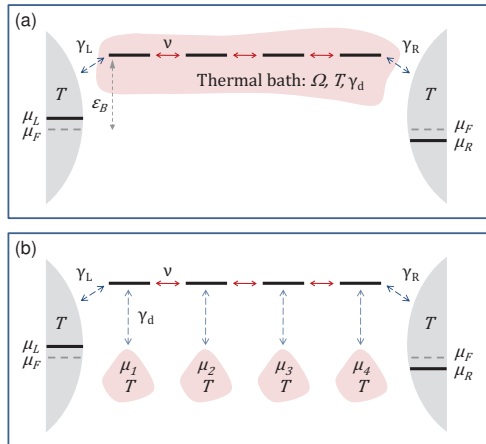 (a)
γL ν γR
Thermal bath: Ω, T, γd
T εB T
μL
μF μF
μR
(b)
γL ν γR
γd
T T
μL
μF μF
μR
μ1 μ2 μ3 μ4
T T T T